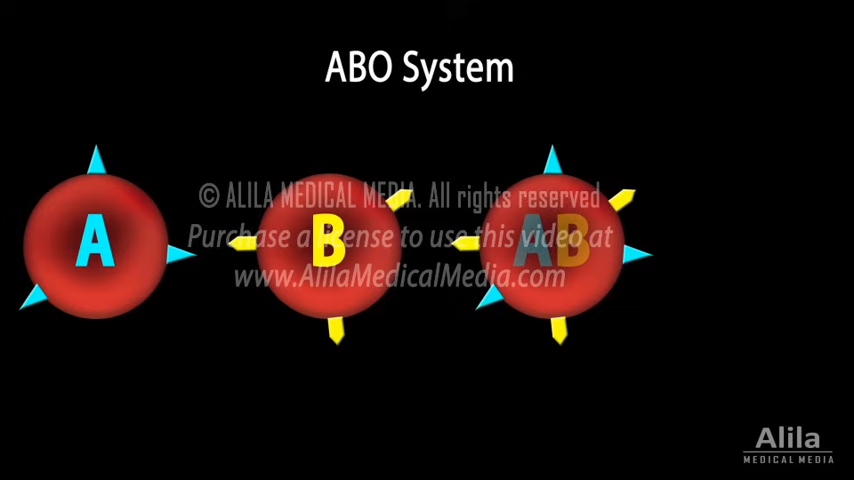 ABO System
© ALILA MEDICAL MEDIA. All rights reserved
Purchase a license to use this video at
www.AlilaMedicalMedia.com
A
B
AB
Alila
MEDICAL MEDIA